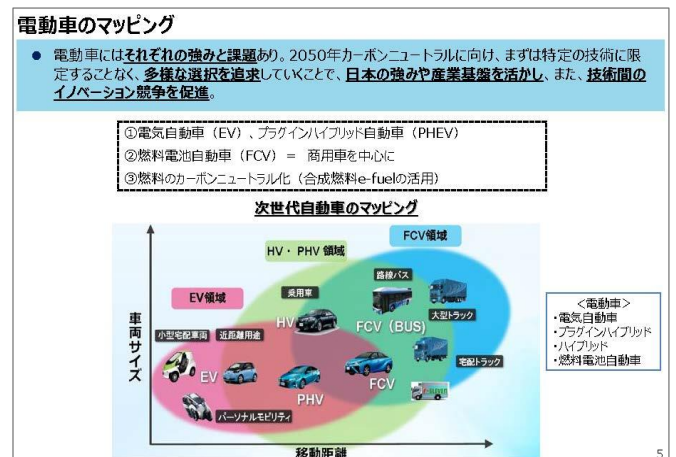 電動車のマッピング
● 電動車にはそれぞれの強みと課題あり。2050年カーボンニュートラルに向け、まずは特定の技術に限
定することなく、多様な選択を追求していくことで、日本の強みや産業基盤を活かし、また、技術間の
イノベーション競争を促進。
①電気自動車（EV）、プラグインハイブリッド自動車（PHEV）
②燃料電池自動車（FCV）＝ 商用車を中心に
③燃料のカーボンニュートラル化（合成燃料e-fuelの活用）
次世代自動車のマッピング
FCV領域
HV・PHV 領域
EV領域
路線バス
乗用車
大型トラック
車両サイズ
小型宅配車両
近距離用途
HV
FCV（BUS）
宅配トラック
EV
PHV
FCV
パーソナルモビリティ
移動距離
＜電動車＞
・電気自動車
・プラグインハイブリッド
・ハイブリッド
・燃料電池自動車
5